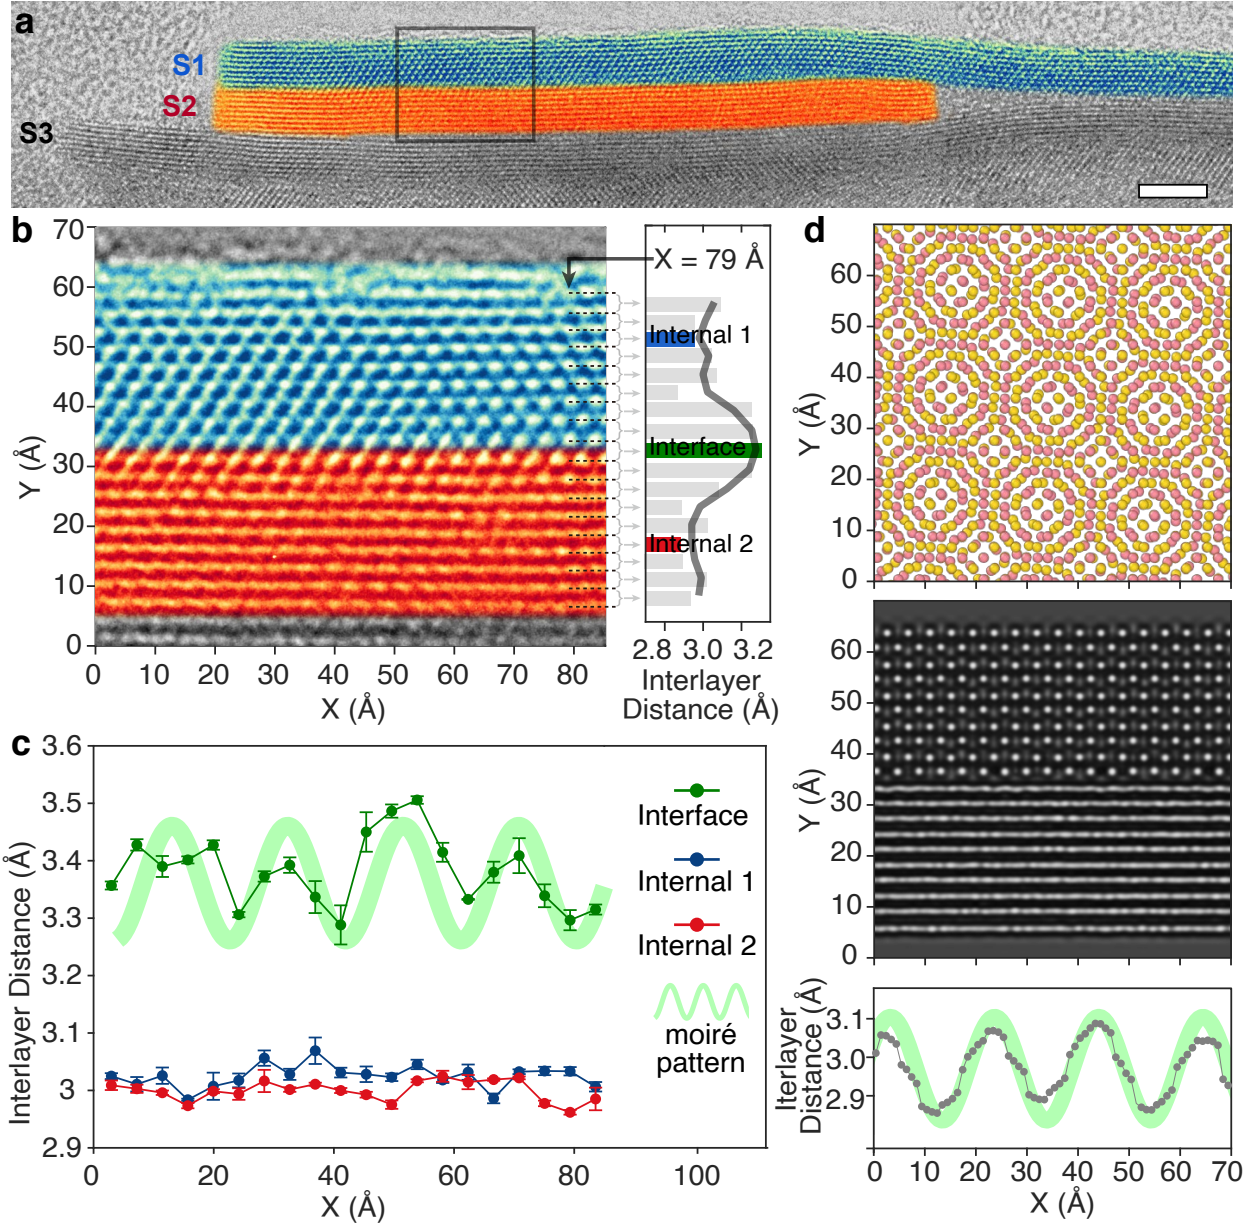 a
S1
S2
S3
b
70
60
50
40
30
20
10
0
Y (Å)
0 10 20 30 40 50 60 70 80
X (Å)
X = 79 Å
Internal 1
Interface
Internal 2
2.8 3.0 3.2
Interlayer
Distance (Å)
c
3.6
3.5
3.4
3.3
3.2
3.1
3.0
2.9
Interlayer Distance (Å)
0 20 40 60 80 100
X (Å)
Interface
Internal 1
Internal 2
moiré
pattern
d
60
50
40
30
20
10
0
Y (Å)
60
50
40
30
20
10
0
Y (Å)
3.1
3.0
2.9
Iterlayer
Distance (Å)
0 10 20 30 40 50 60 70
X (Å)